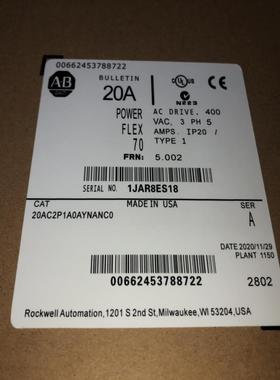 00662453788722
AB
BULLETIN
20A
UL
N223
POWER
FLEX
70
AC DRIVE, 400
VAC, 3 PH 5
AMPS. IP20 /
TYPE 1
FRN: 5.002
SERIAL NO. 1JAR8ES18
CAT
MADE IN USA
SER
20AC2P1A0AYNANC0
A
DATE 2020/11/29
PLANT 1150
00662453788722
2802
Rockwell Automation,1201 S 2nd St,Milwaukee,WI 53204,USA